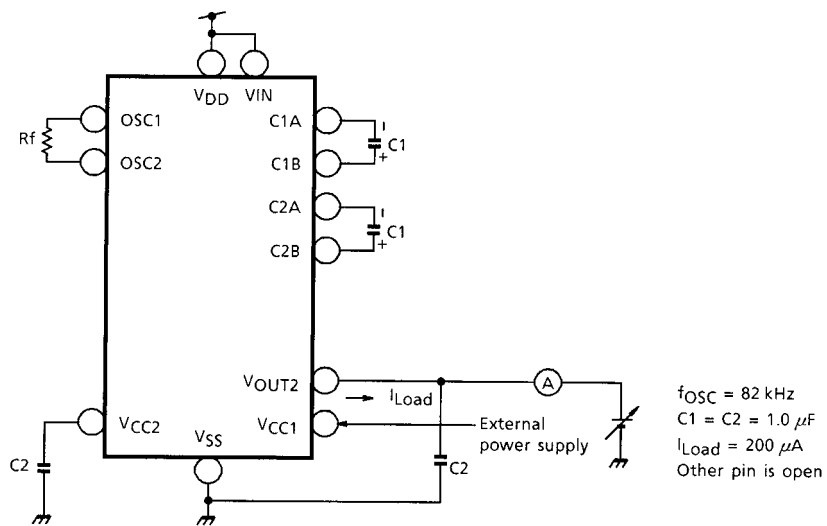 VDD VIN
OSC1
OSC2
Rf
C1A
C1B
C1
+
C2A
C2B
C1
+
VOUT2
ILoad
A
VCC2
VSS
VCC1
External
power supply
C2
C2
fOSC = 82 kHz
C1 = C2 = 1.0 μF
ILoad = 200 μA
Other pin is open